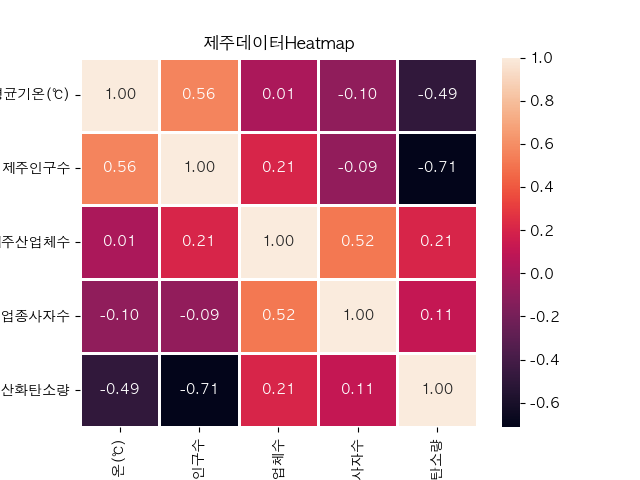 제주데이터Heatmap
균기온(℃)
1.00 0.56 0.01 -0.10 -0.49
제주인구수
0.56 1.00 0.21 -0.09 -0.71
주산업체수
0.01 0.21 1.00 0.52 0.21
업종사자수
-0.10 -0.09 0.52 1.00 0.11
산화탄소량
-0.49 -0.71 0.21 0.11 1.00
온(℃)
인구수
업체수
사자수
탄소량
1.0
0.8
0.6
0.4
0.2
0.0
-0.2
-0.4
-0.6